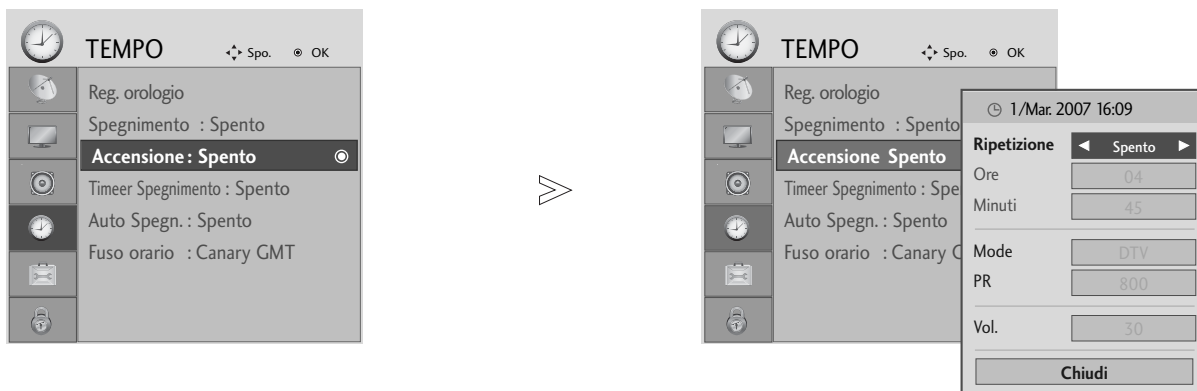 TEMPO Spo. OK
Reg. orologio
Spegnimento : Spento
Accensione : Spento
Timeer Spegnimento : Spento
Auto Spegn. : Spento
Fuso orario : Canary GMT
TEMPO Spo. OK
Reg. orologio
Spegnimento : Spento
Accensione Spento
Timeer Spegnimento : Spe
Auto Spegn. : Spento
Fuso orario : Canary G
1/Mar. 2007 16:09
Ripetizione Spento
Ore 04
Minuti 45
Mode DTV
PR 800
Vol. 30
Chiudi